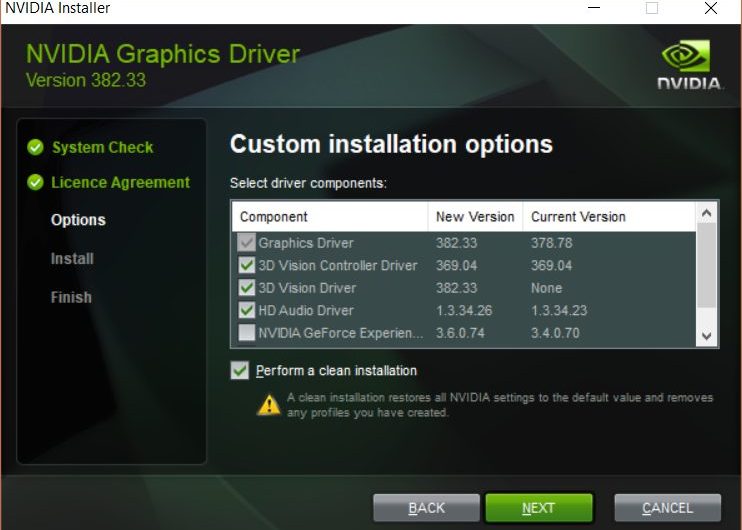 NVIDIA Installer
NVIDIA Graphics Driver
Version 382.33
NVIDIA.
System Check
Licence Agreement
Options
Install
Finish
Custom installation options
Select driver components:
Component New Version Current Version
Graphics Driver 382.33 378.78
3D Vision Controller Driver 369.04 369.04
3D Vision Driver 382.33 None
HD Audio Driver 1.3.34.26 1.3.34.23
NVIDIA GeForce Experien... 3.6.0.74 3.4.0.70
Perform a clean installation
A clean installation restores all NVIDIA settings to the default value and removes
any profiles you have created.
BACK NEXT CANCEL